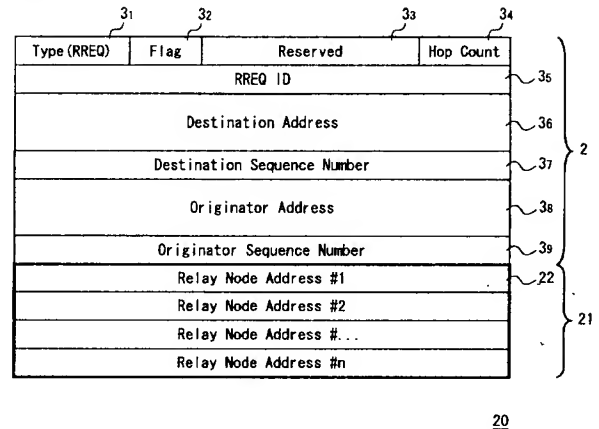 31 32 33 34
Type(RREQ) Flag Reserved Hop Count
RREQ ID 35
Destination Address 36
2
Destination Sequence Number 37
Originator Address 38
Originator Sequence Number 39
Relay Node Address #1 22
Relay Node Address #2
21
Relay Node Address #...
Relay Node Address #n
20